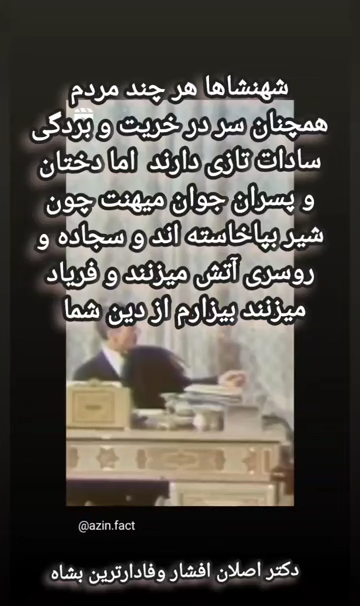 شهنشاها هر چند مردم
همچنان سر در خریت و بردگی
سادات تازی دارند اما دختان
و پسران جوان میهنت چون
شیر بپاخاسته اند و سجاده و
روسری آتش میزنند و فریاد
میزنند بیزارم از دین شما
@azin.fact
دکتر اصلان افشار وفادارترین بشاه